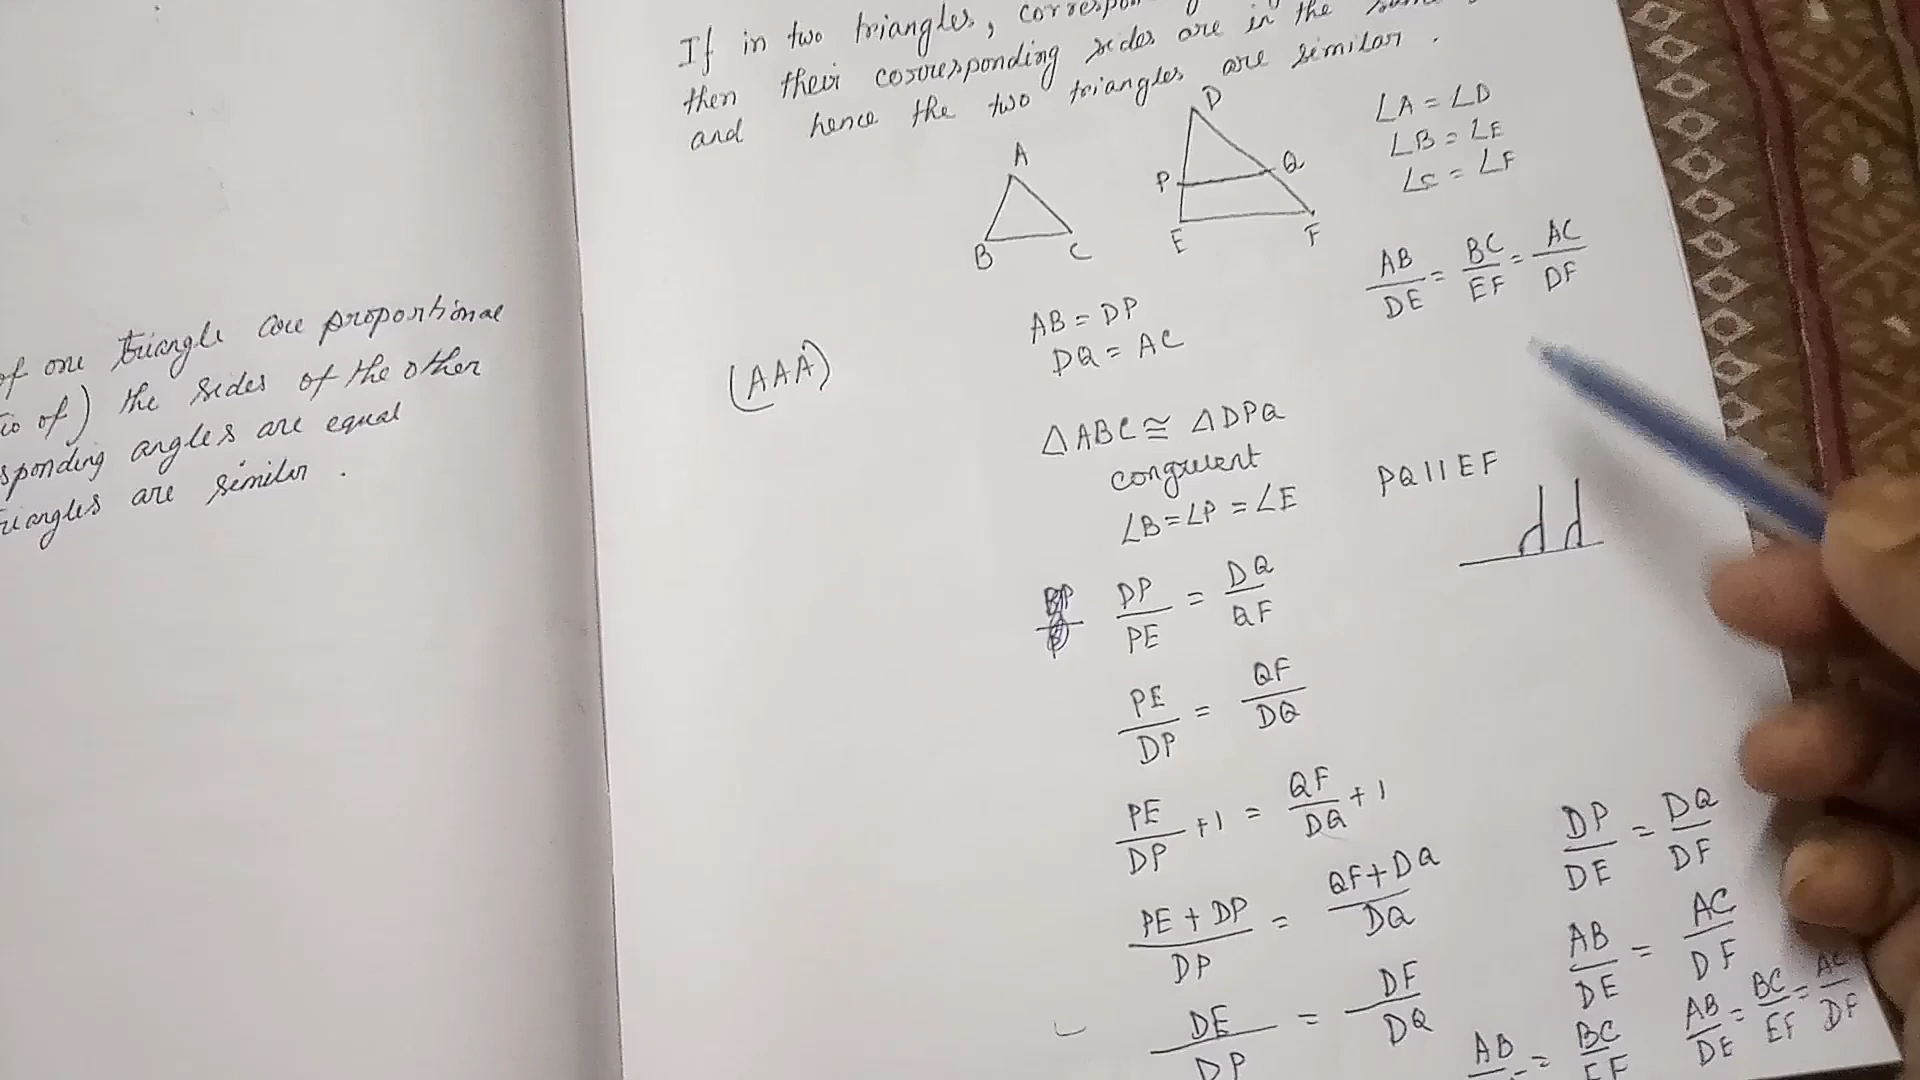 of one triangle are proportional
of) the sides of the other
angles are equal
are similar .
If in two triangles,
then their corresponding sides are in the
and hence the two triangles are similar .
A
B
C
D
P
Q
E
F
∠A = ∠D
∠B = ∠E
∠C = ∠F
AB/DE = BC/EF = AC/DF
AB = DP
DQ = AC
(AAA)
△ABC ≅ △DPQ
congruent
∠B = ∠P = ∠E
PQ || EF
DP/PE = DQ/QF
PE/DP = QF/DQ
PE/DP + 1 = QF/DQ + 1
PE + DP/DP = QF + DQ/DQ
DE/DP = DF/DQ
DP/DE = DQ/DF
AB/DE = AC/DF
AB/DE = BC/EF = AC/DF
AB = BC/EF